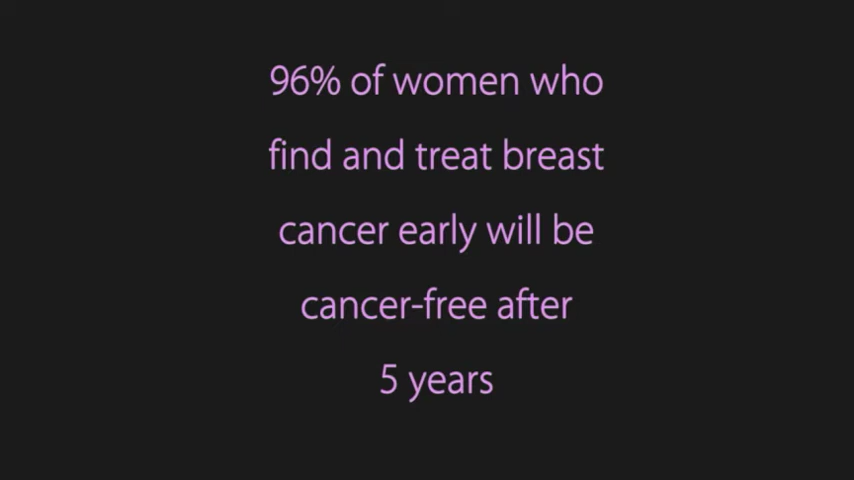 96% of women who
find and treat breast
cancer early will be
cancer-free after
5 years